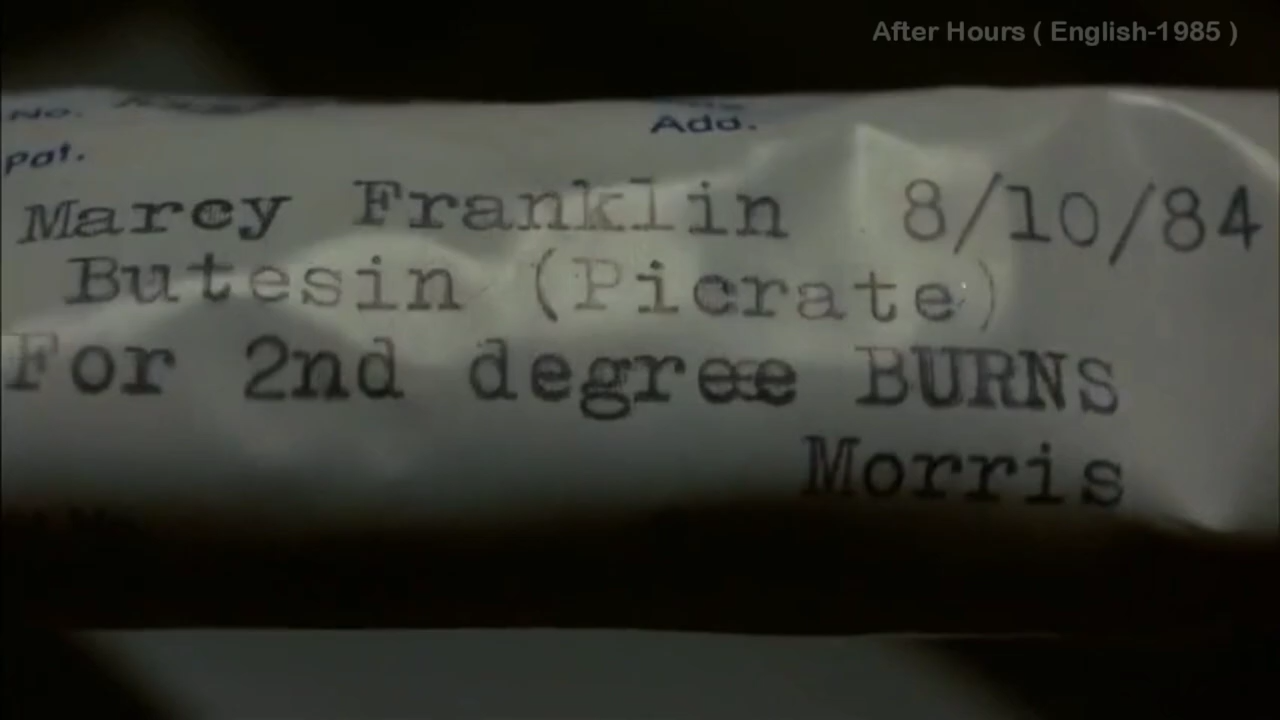 After Hours ( English-1985 )
No.
Add.
Pat.
Marcy Franklin 8/10/84
Butesin (Picrate)
For 2nd degree BURNS
Morris